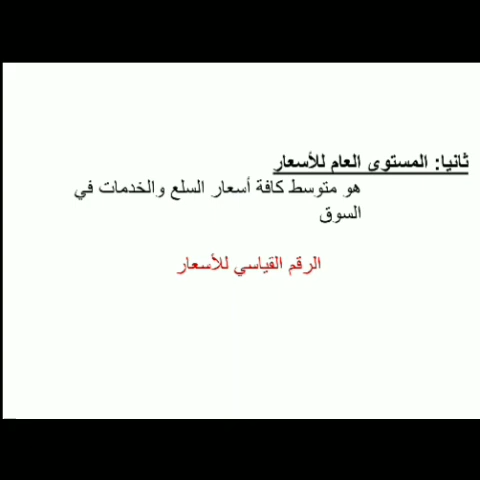 ثانيا: المستوى العام للأسعار
هو متوسط كافة أسعار السلع والخدمات في
السوق
الرقم القياسي للأسعار